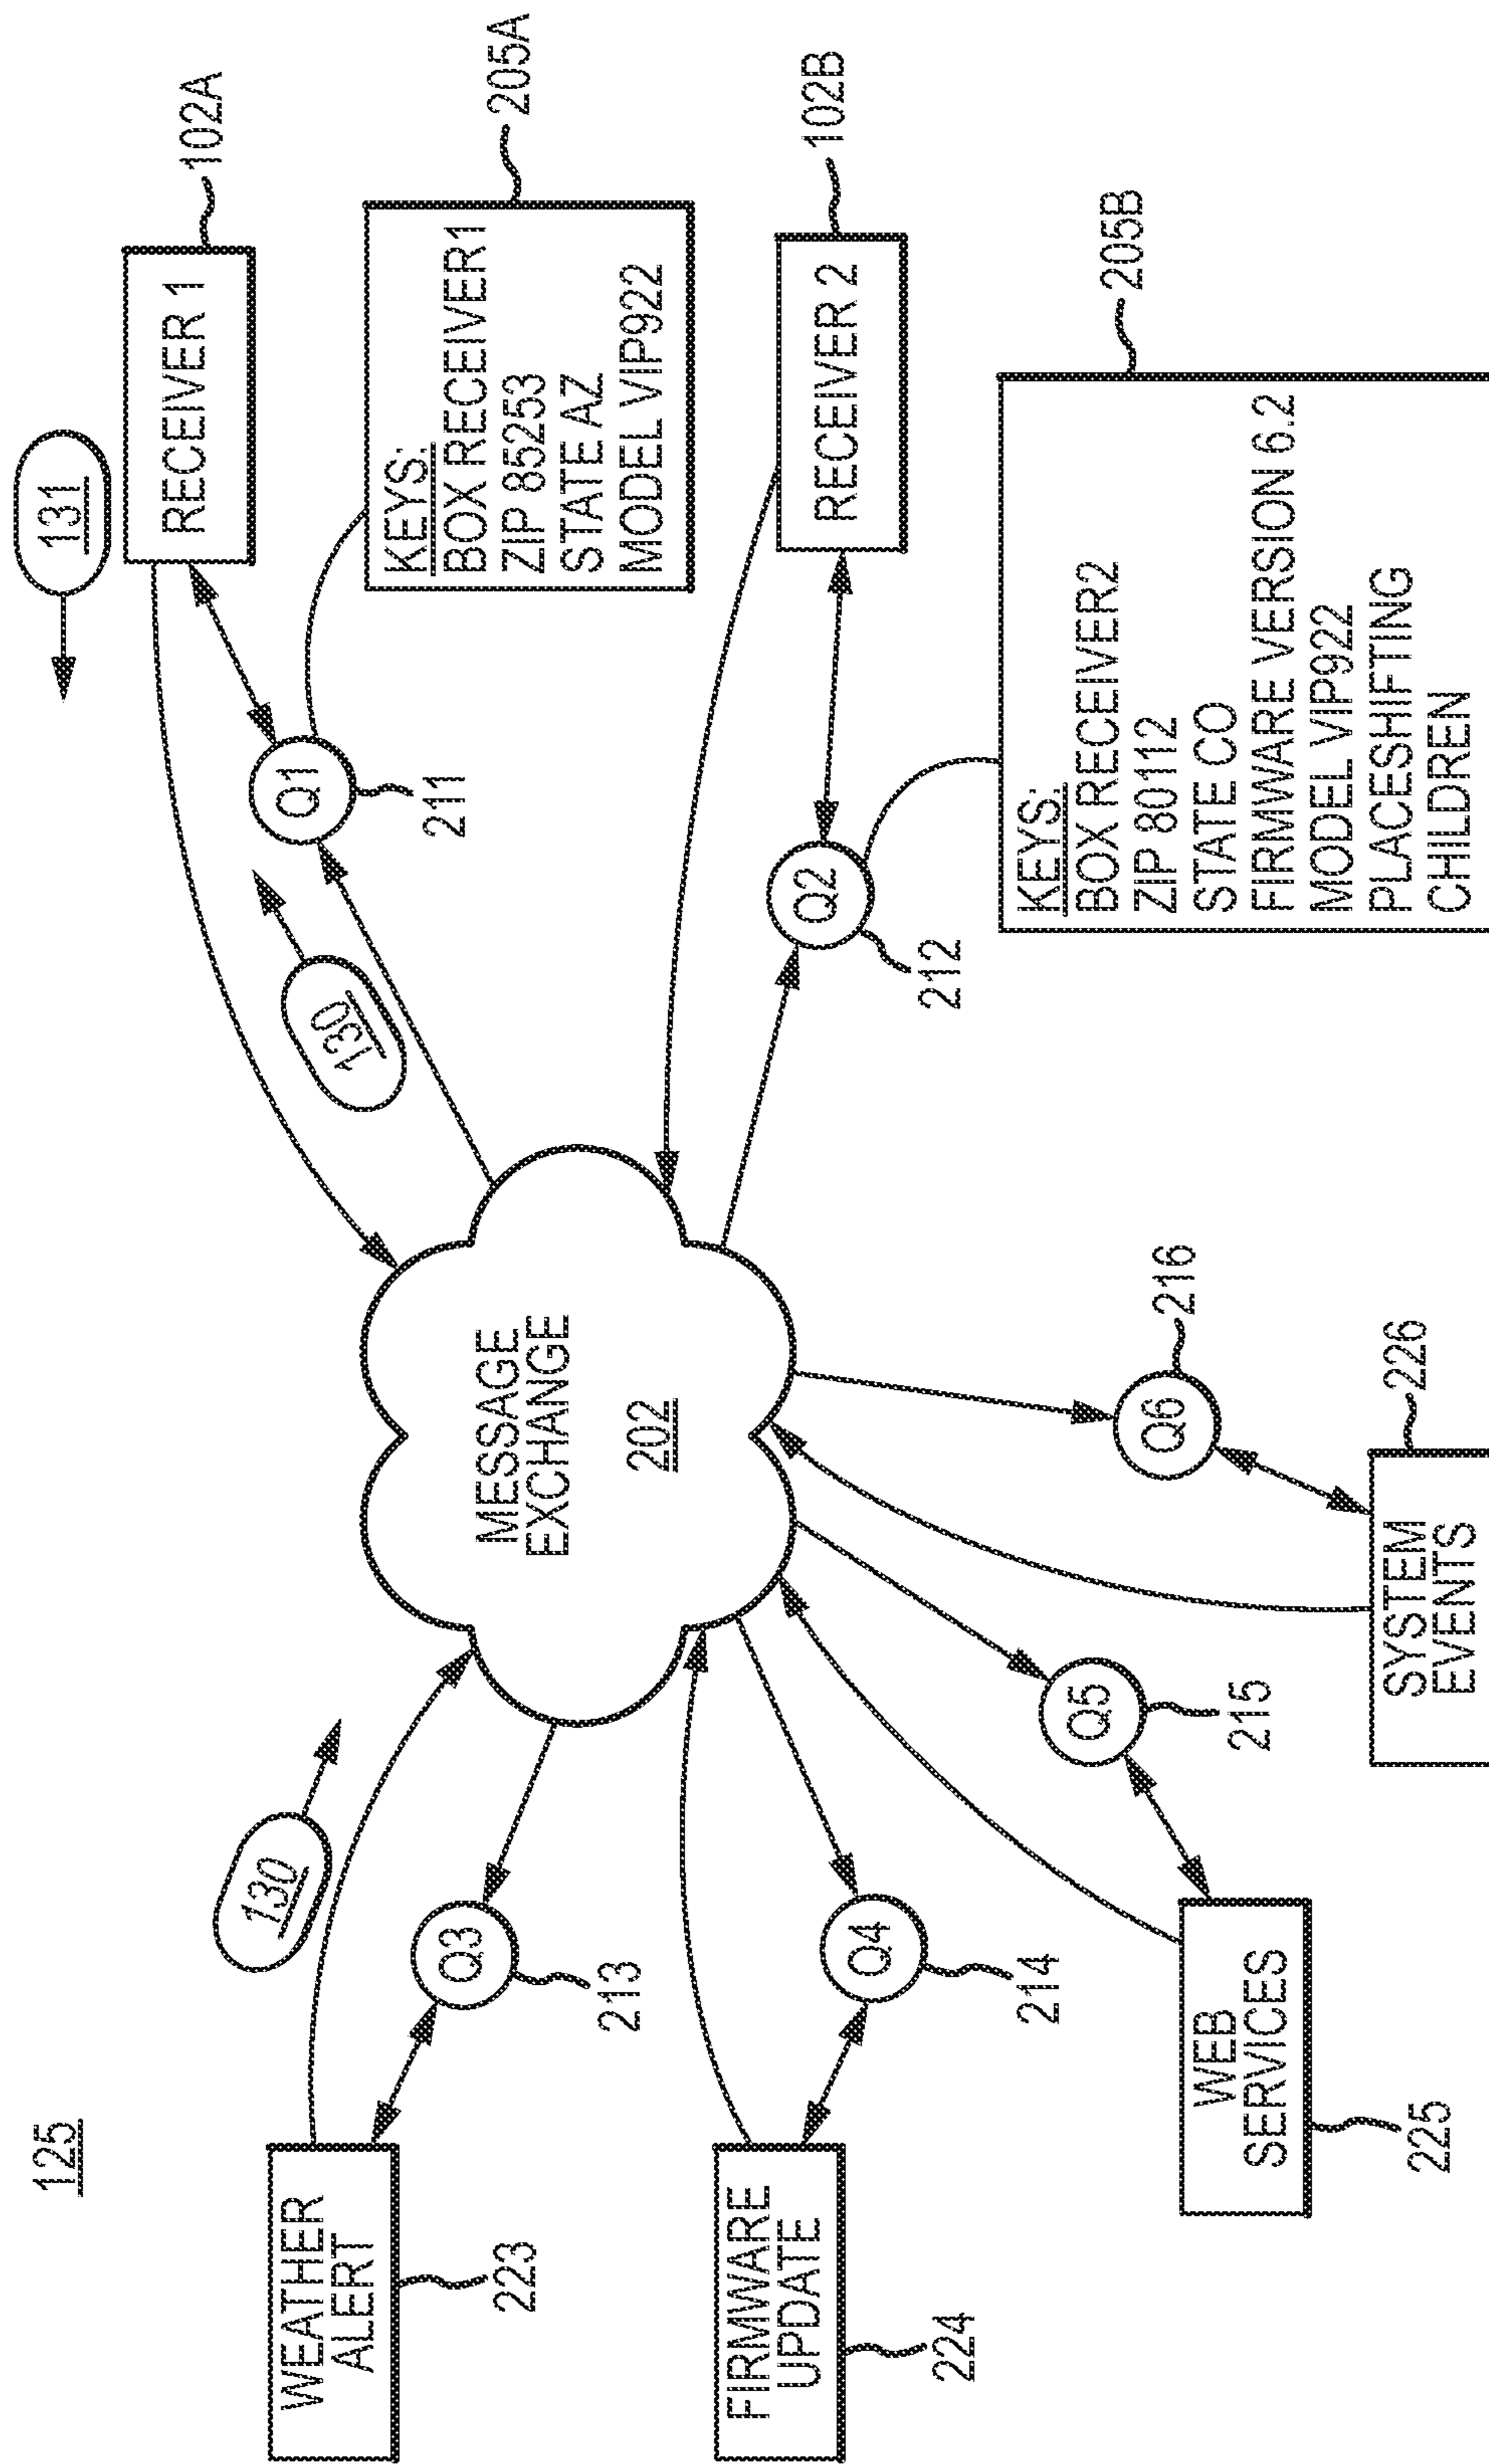 125
131
RECEIVER 1
102A
KEYS:
BOX RECEIVER1
ZIP 85253
STATE AZ
MODEL VIP922
205A
Q1
211
130
RECEIVER 2
102B
KEYS:
BOX RECEIVER2
ZIP 80112
STATE CO
FIRMWARE VERSION 6.2
MODEL VIP922
PLACESHIFTING
CHILDREN
205B
Q2
212
MESSAGE
EXCHANGE
202
130
WEATHER
ALERT
223
Q3
213
FIRMWARE
UPDATE
224
Q4
214
WEB
SERVICES
225
Q5
215
SYSTEM
EVENTS
226
Q6
216